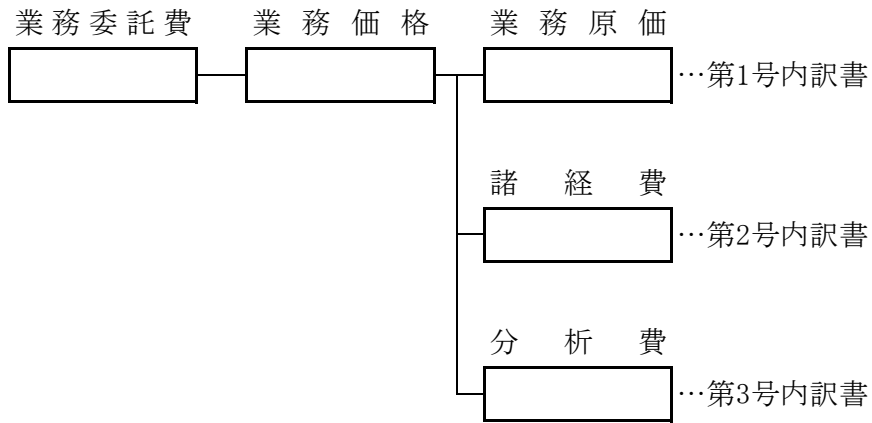 業務委託費 業務価格 業務原価
…第1号内訳書
諸経費
…第2号内訳書
分析費
…第3号内訳書